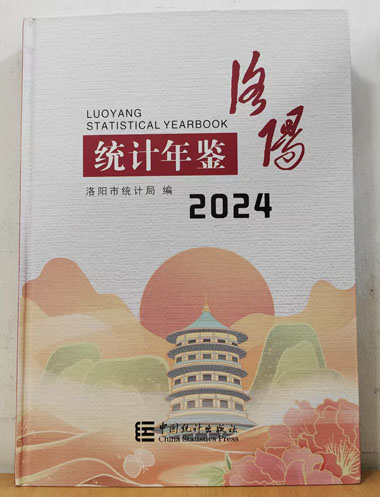 洛陽
LUOYANG
STATISTICAL YEARBOOK
统计年鉴
洛阳市统计局 编
2024
中国统计出版社
China Statistics Press